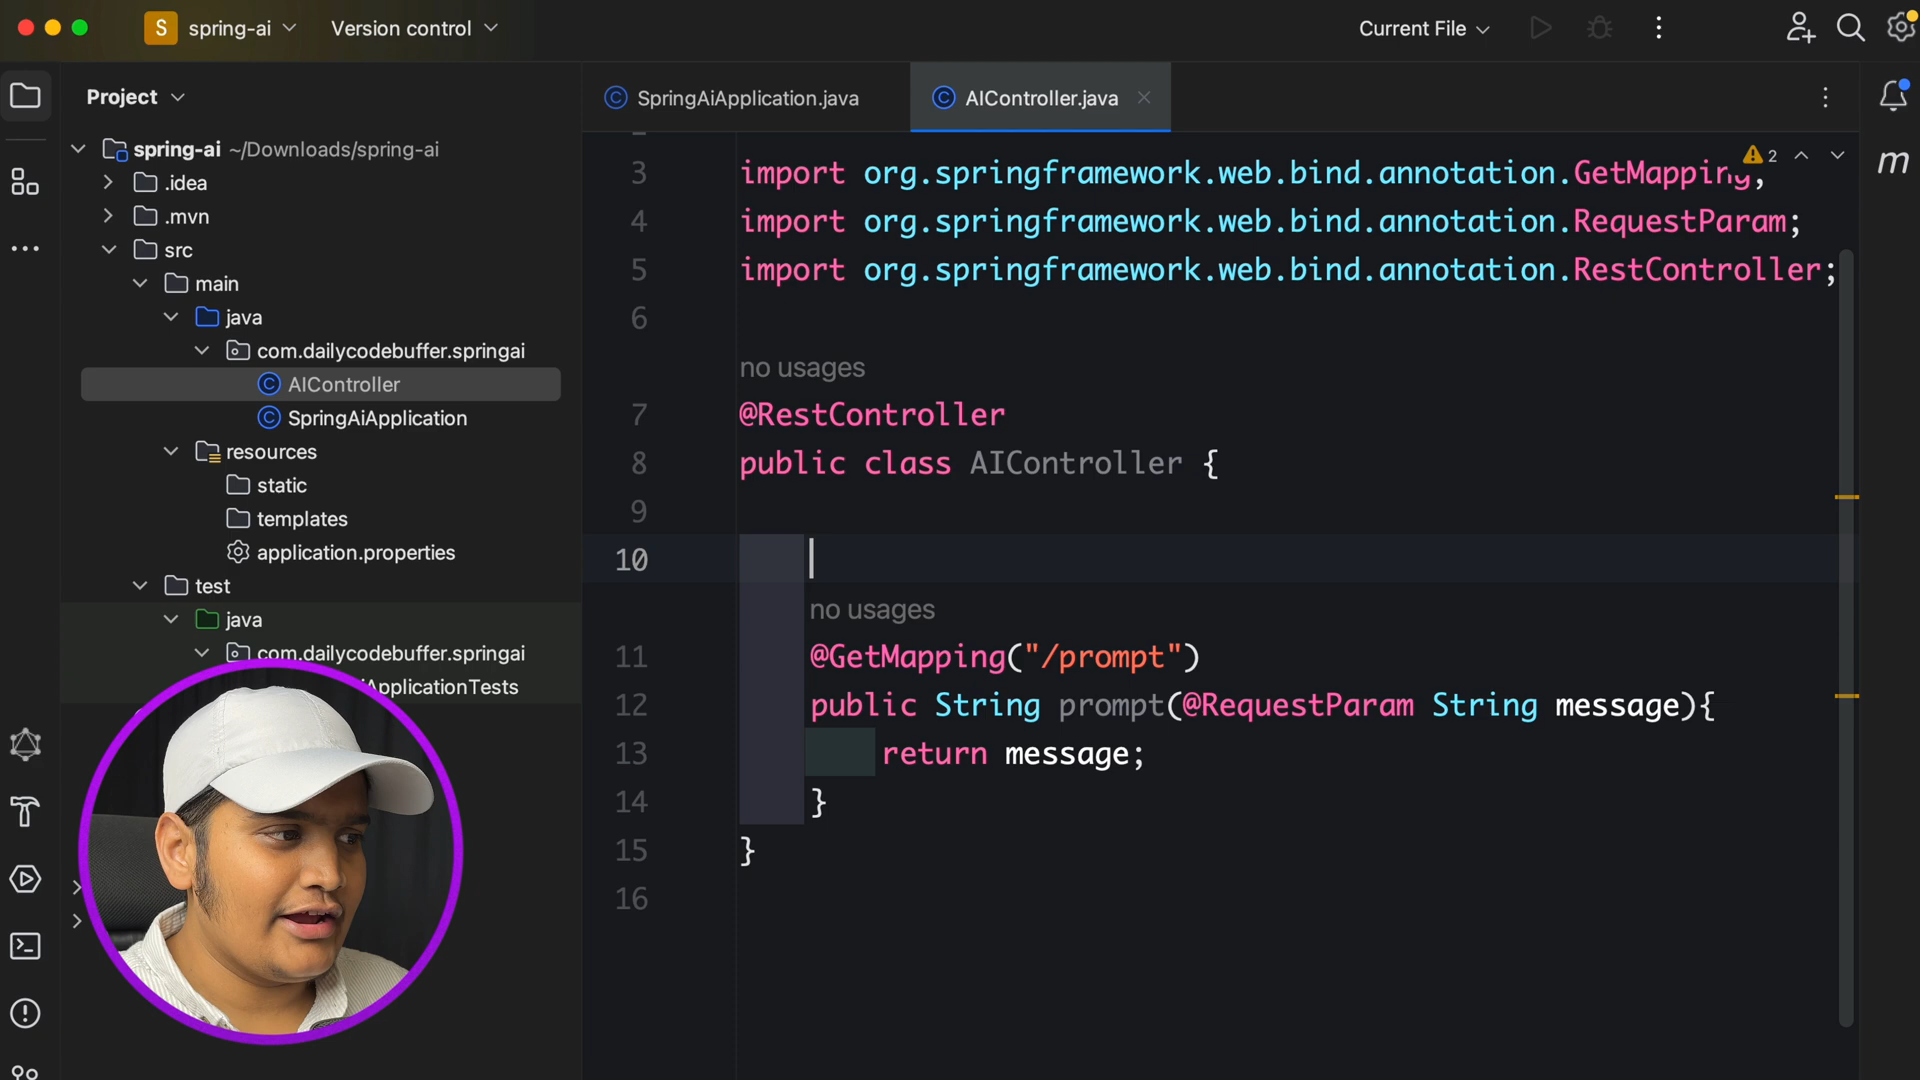 S spring-ai Version control Current File
Project
SpringAiApplication.java AIController.java
spring-ai ~/Downloads/spring-ai
.idea
.mvn
src
main
java
com.dailycodebuffer.springai
AIController
SpringAiApplication
resources
static
templates
application.properties
test
java
com.dailycodebuffer.springai
iApplicationTests
2
m
3 import org.springframework.web.bind.annotation.GetMapping;
4 import org.springframework.web.bind.annotation.RequestParam;
5 import org.springframework.web.bind.annotation.RestController;
6
no usages
7 @RestController
8 public class AIController {
9
10
no usages
11 @GetMapping("/prompt")
12 public String prompt(@RequestParam String message){
13 return message;
14 }
15 }
16